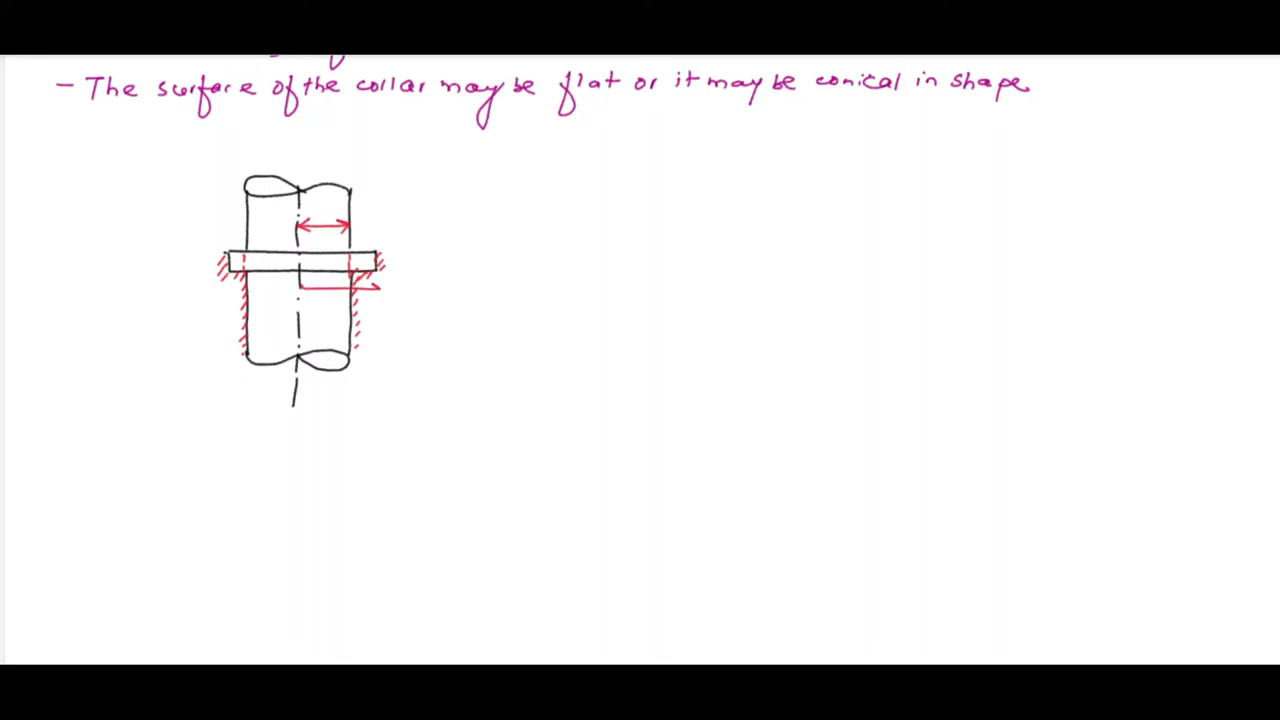 - The surface of the collar may be flat or it may be conical in shape